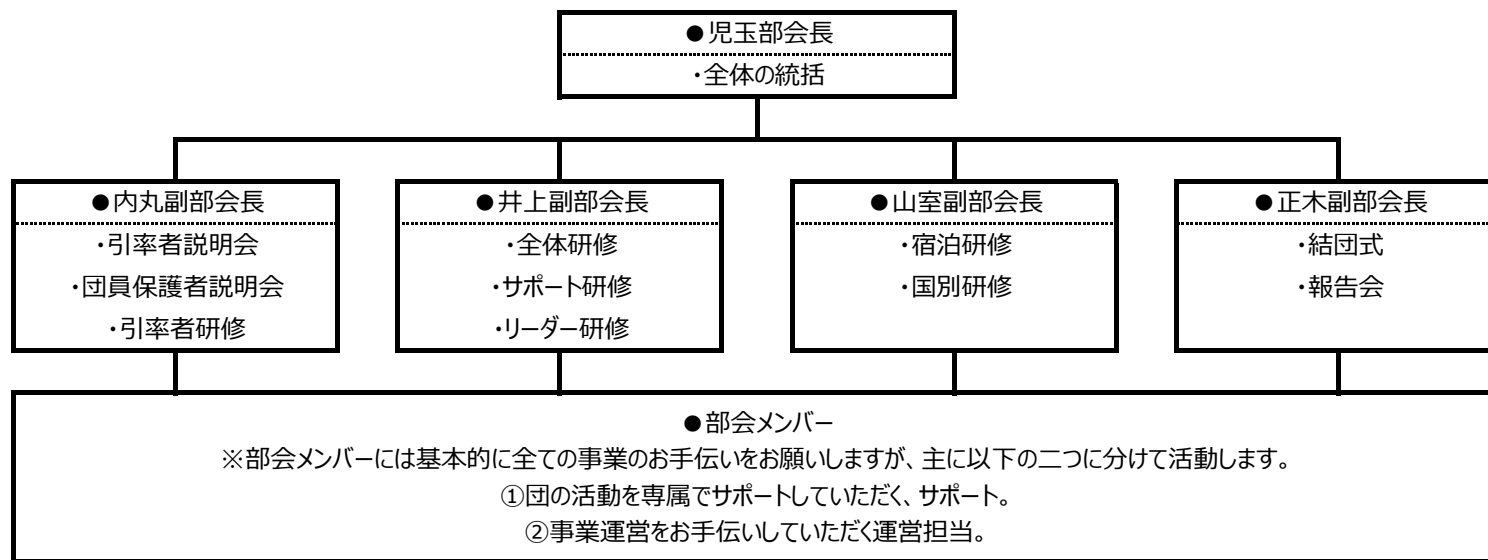 ●児玉部会長
・全体の統括
●内丸副部会長
・引率者説明会
・団員保護者説明会
・引率者研修
●井上副部会長
・全体研修
・サポート研修
・リーダー研修
●山室副部会長
・宿泊研修
・国別研修
●正木副部会長
・結団式
・報告会
●部会メンバー
※部会メンバーには基本的に全ての事業のお手伝いをお願いしますが、主に以下の二つに分けて活動します。
①団の活動を専属でサポートしていただく、サポート。
②事業運営をお手伝いしていただく運営担当。